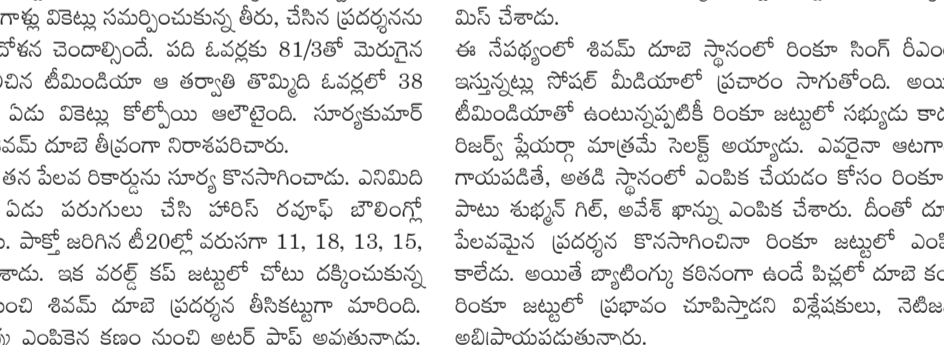 గాళ్లు వికెట్లు సమర్పించుకున్న తీరు, చేసిన ప్రదర్శనను
చెందాల్సిందే. పది ఓవర్లకు 81/3తో మెరుగైన
టీమిండియా ఆ తర్వాతి తొమ్మిది ఓవర్లలో 38
ఏడు వికెట్లు కోల్పోయి ఆలౌటైంది. సూర్యకుమార్
దూబె తీవ్రంగా నిరాశపరిచారు.
తన పేలవ రికార్డును సూర్య కొనసాగించాడు. ఎనిమిది
ఏడు పరుగులు చేసి హారిస్ రవూఫ్ బౌలింగ్లో
పాక్తో జరిగిన టీ20ల్లో వరుసగా 11, 18, 13, 15,
ఇక వరల్డ్ కప్ జట్టులో చోటు దక్కించుకున్న
శివమ్ దూబె ప్రదర్శన తీసికట్టుగా మారింది.
ఎంపికైన కణం నుంచి అటర్ పాప్ అవుతున్నాడు.
మిస్ చేశాడు.
ఈ నేపథ్యంలో శివమ్ దూబె స్థానంలో రింకూ సింగ్ రీఎం
ఇస్తున్నట్లు సోషల్ మీడియాలో ప్రచారం సాగుతోంది. అయి
టీమిండియాతో ఉంటున్నప్పటికీ రింకూ జట్టులో సభ్యుడు కాద
రిజర్వ్ ప్లేయర్గా మాత్రమే సెలక్ట్ అయ్యాడు. ఎవరైనా ఆటగా
గాయపడితే, అతడి స్థానంలో ఎంపిక చేయడం కోసం రింకూ
పాటు శుభ్మన్ గిల్, అవేశ్ ఖాన్ను ఎంపిక చేశారు. దీంతో దూ
పేలవమైన ప్రదర్శన కొనసాగించినా రింకూ జట్టులో ఎంపి
కాలేడు. అయితే బ్యాటింగ్కు కఠినంగా ఉండే పిచ్లలో దూబె కం
రింకూ జట్టులో ప్రభావం చూపిస్తాడని విశ్లేషకులు, నెటిజ
అభిప్రాయపడుతున్నారు.